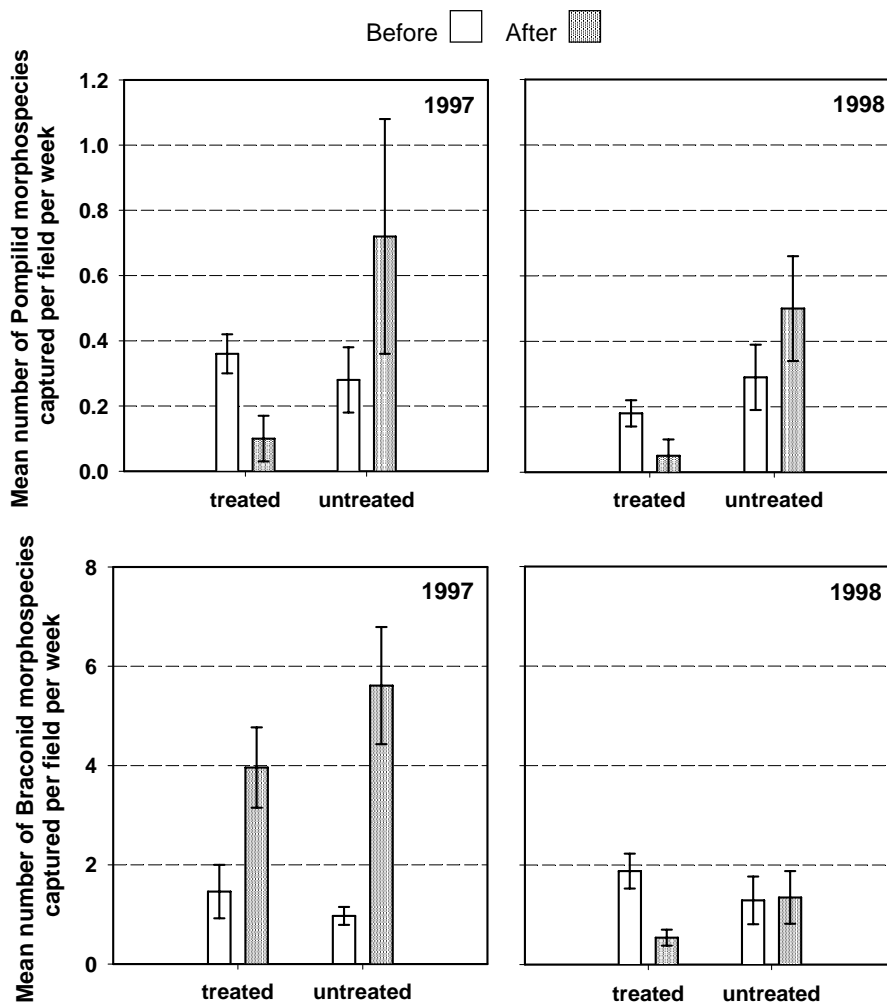 Before After
Mean number of Pompilid morphospecies
captured per field per week
1.2
1.0
0.8
0.6
0.4
0.2
0.0
1997
treated untreated
1998
treated untreated
Mean number of Braconid morphospecies
captured per field per week
8
6
4
2
0
1997
treated untreated
1998
treated untreated